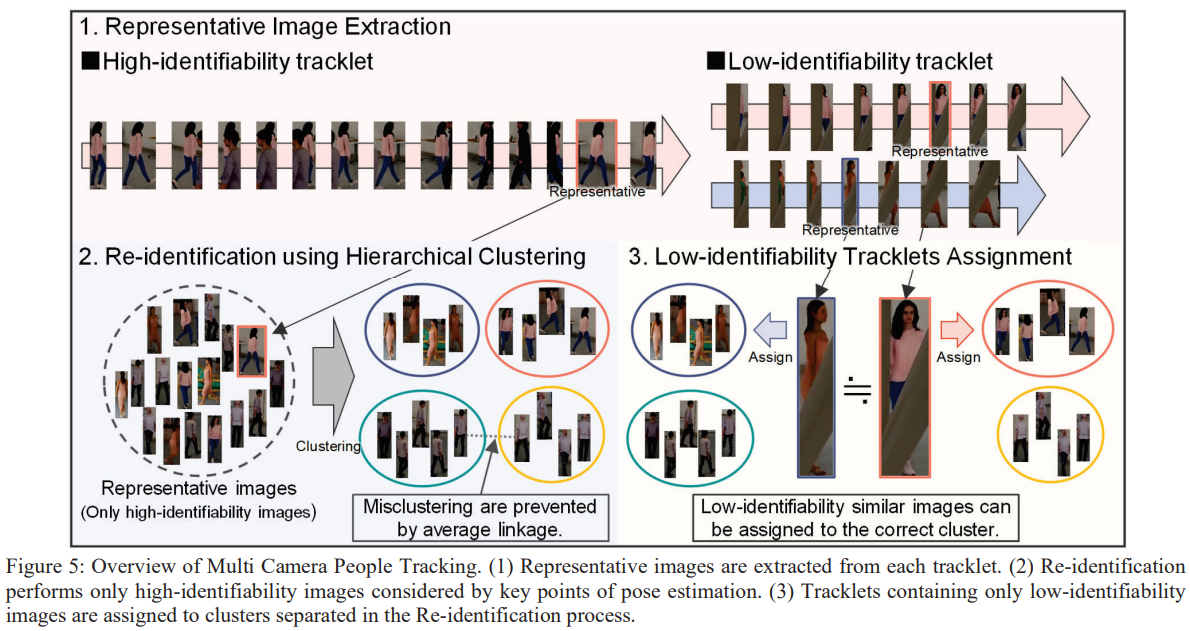 1. Representative Image Extraction
■High-identifiability tracklet
■Low-identifiability tracklet
Representative
Representative
Representative
2. Re-identification using Hierarchical Clustering
3. Low-identifiability Tracklets Assignment
Clustering
Assign
≒
Assign
Representative images
(Only high-identifiability images)
Misclustering are prevented
by average linkage.
Low-identifiability similar images can
be assigned to the correct cluster.
Figure 5: Overview of Multi Camera People Tracking. (1) Representative images are extracted from each tracklet. (2) Re-identification
performs only high-identifiability images considered by key points of pose estimation. (3) Tracklets containing only low-identifiability
images are assigned to clusters separated in the Re-identification process.